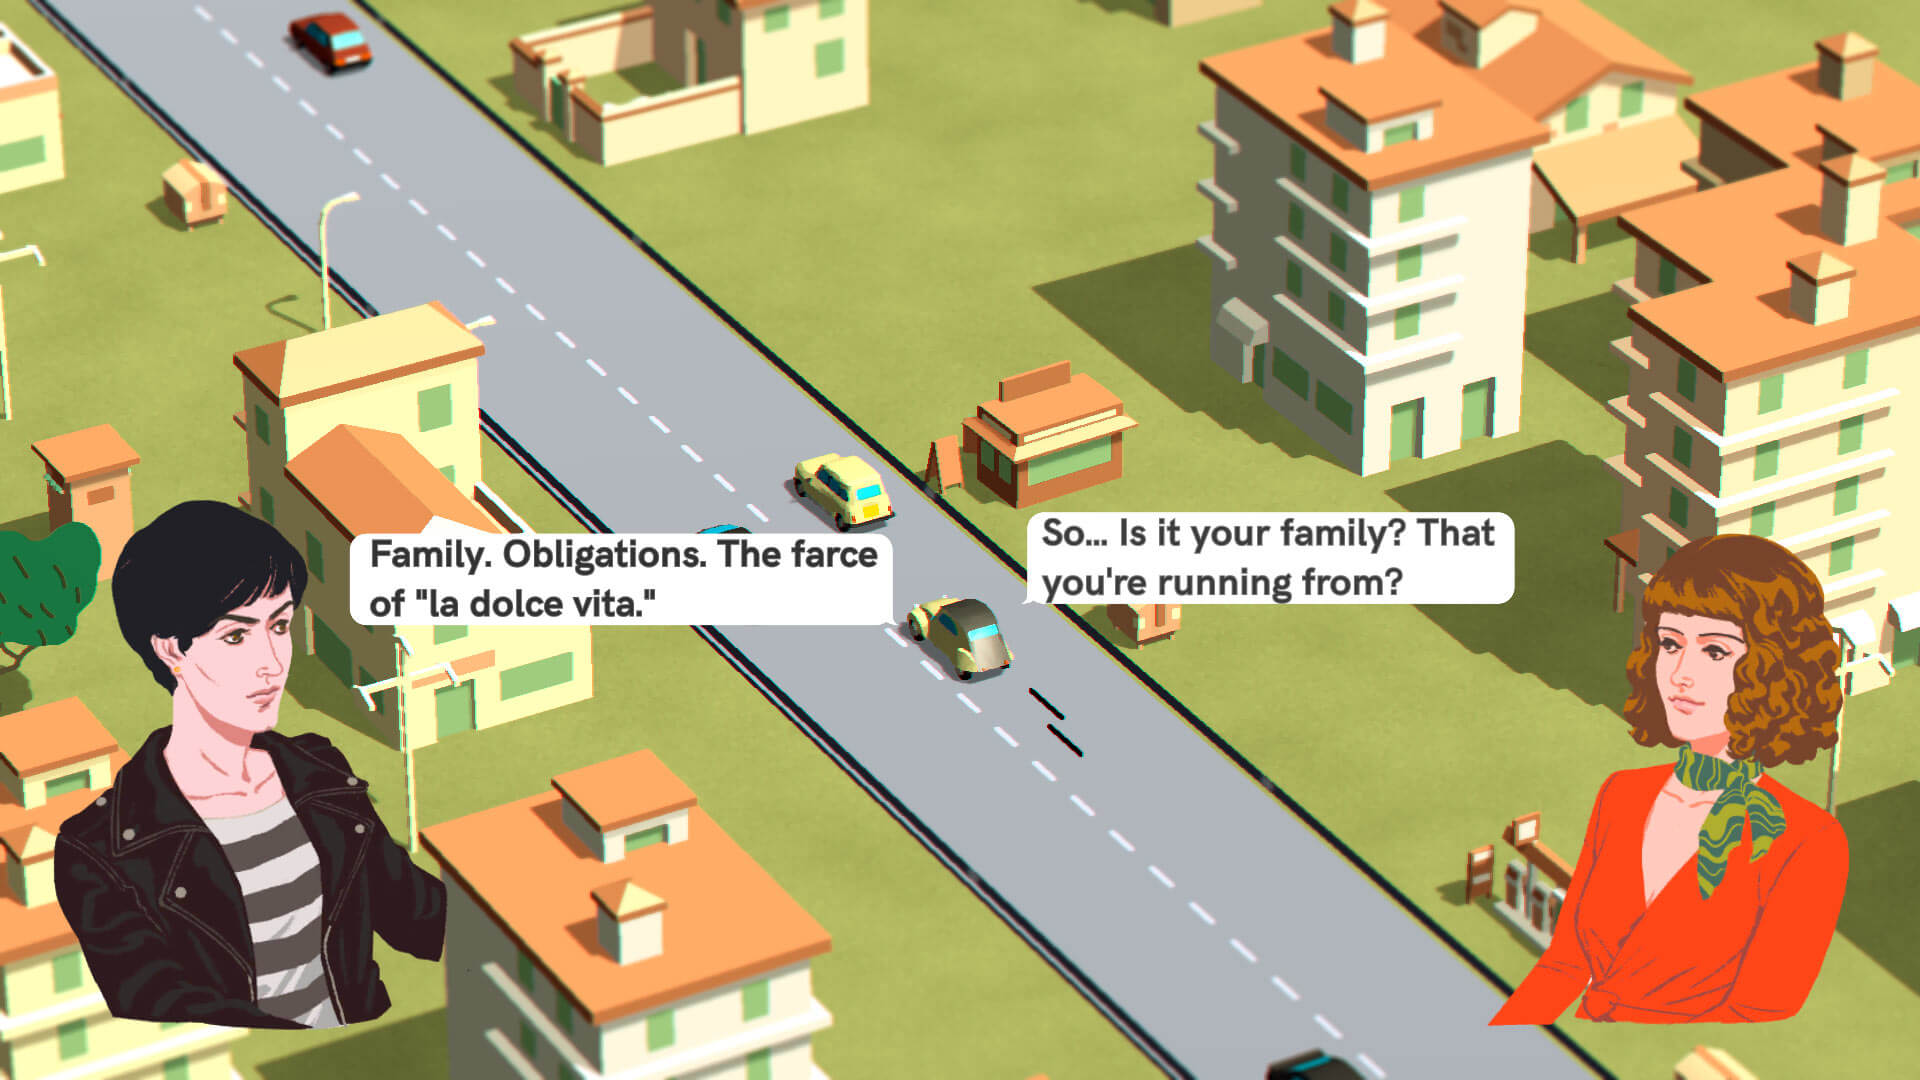 So... Is it your family? That
you're running from?
Family. Obligations. The farce
of "la dolce vita."